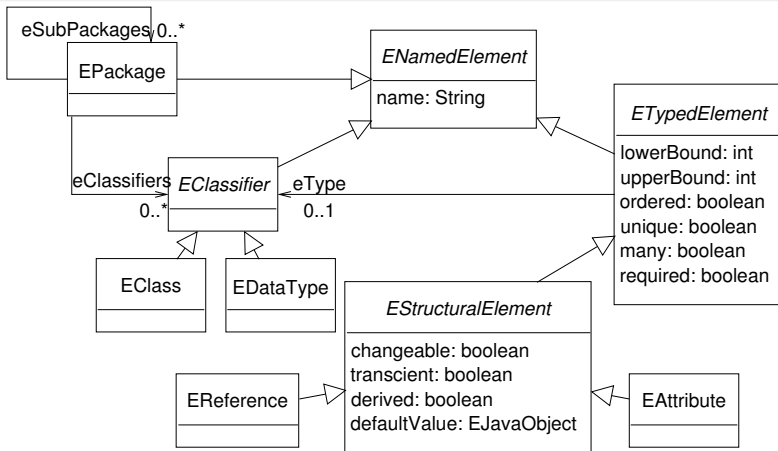 eSubPackages 0..*
EPackage
ENamedElement
name: String
ETypedElement
lowerBound: int
upperBound: int
ordered: boolean
unique: boolean
many: boolean
required: boolean
eClassifiers
0..*
EClassifier
eType
0..1
EClass
EDataType
EStructuralElement
changeable: boolean
transcient: boolean
derived: boolean
defaultValue: EJavaObject
EReference
EAttribute